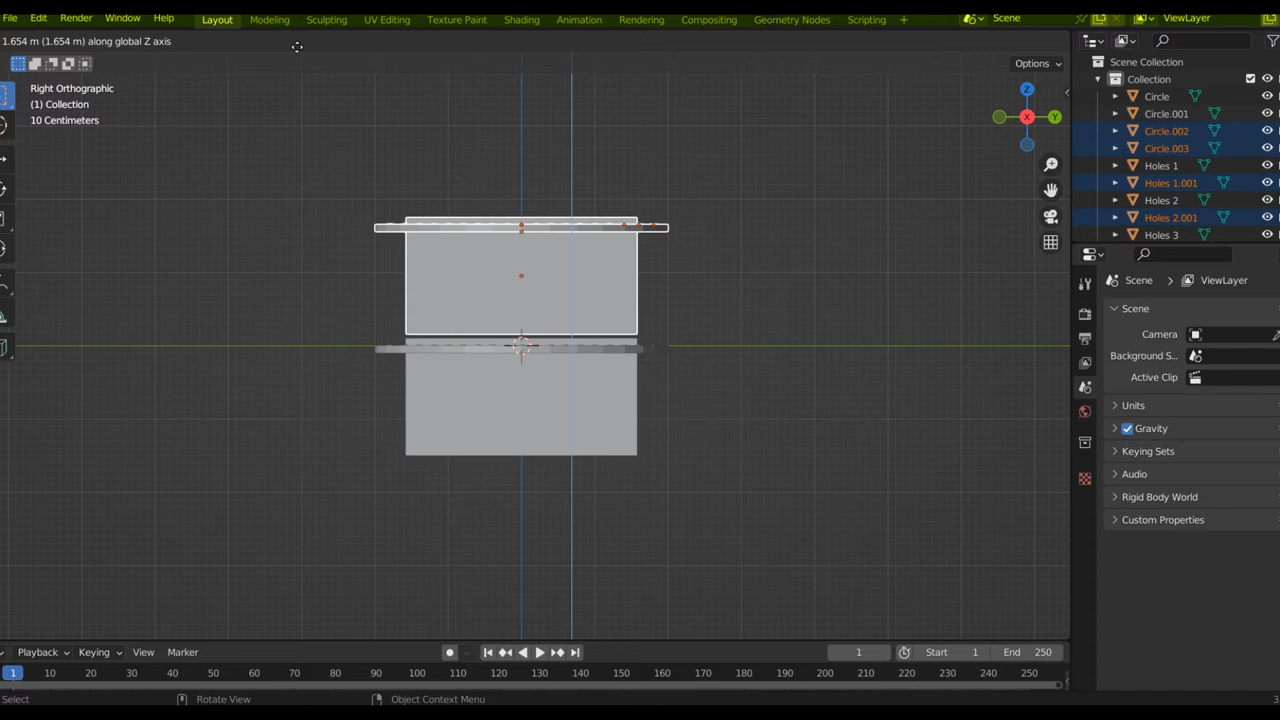 File Edit Render Window Help Layout Modeling Sculpting UV Editing Texture Paint Shading Animation Rendering Compositing Geometry Nodes Scripting + Scene ViewLayer
1.654 m (1.654 m) along global Z axis
Options
Right Orthographic
(1) Collection
10 Centimeters
Z
X
Y
Scene Collection
Collection
Circle
Circle.001
Circle.002
Circle.003
Holes 1
Holes 1.001
Holes 2
Holes 2.001
Holes 3
Scene > ViewLayer
Scene
Camera
Background S...
Active Clip
Units
Gravity
Keying Sets
Audio
Rigid Body World
Custom Properties
Playback Keying View Marker 1 Start 1 End 250
1 10 20 30 40 50 60 70 80 90 100 110 120 130 140 150 160 170 180 190 200 210 220 230 240 250
Select Rotate View Object Context Menu 3